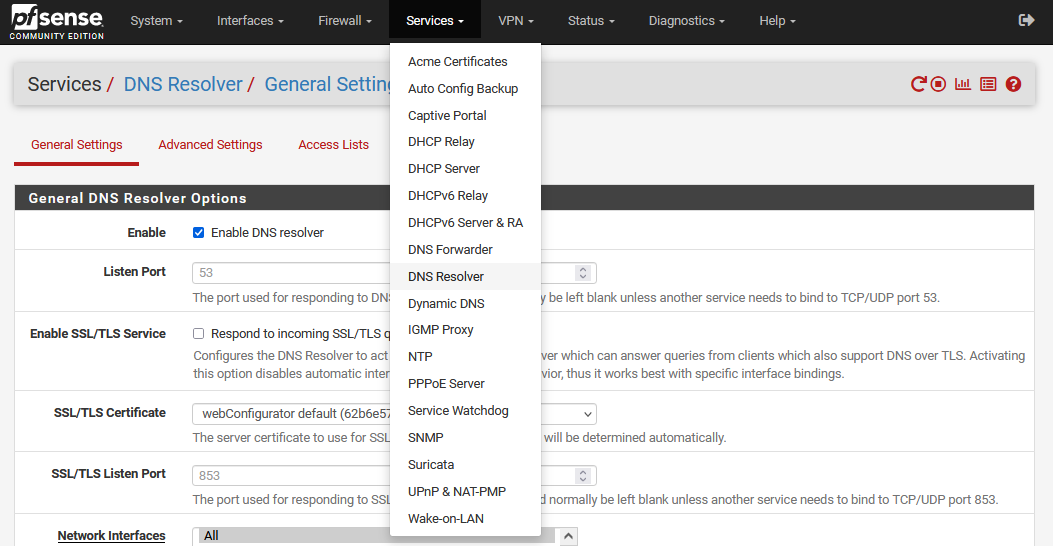 pfsense System Interfaces Firewall Services VPN Status Diagnostics Help
COMMUNITY EDITION
Services / DNS Resolver / General Setting
General Settings Advanced Settings Access Lists
Acme Certificates
Auto Config Backup
Captive Portal
DHCP Relay
DHCP Server
DHCPv6 Relay
DHCPv6 Server & RA
DNS Forwarder
DNS Resolver
Dynamic DNS
IGMP Proxy
NTP
PPPoE Server
Service Watchdog
SNMP
Suricata
UPnP & NAT-PMP
Wake-on-LAN
General DNS Resolver Options
Enable Enable DNS resolver
Listen Port 53
The port used for responding to DNS y be left blank unless another service needs to bind to TCP/UDP port 53.
Enable SSL/TLS Service Respond to incoming SSL/TLS q
Configures the DNS Resolver to act ver which can answer queries from clients which also support DNS over TLS. Activating
this option disables automatic inter vior, thus it works best with specific interface bindings.
SSL/TLS Certificate webConfigurator default (62b6e57
The server certificate to use for SSL will be determined automatically.
SSL/TLS Listen Port 853
The port used for responding to SSL d normally be left blank unless another service needs to bind to TCP/UDP port 853.
Network Interfaces All